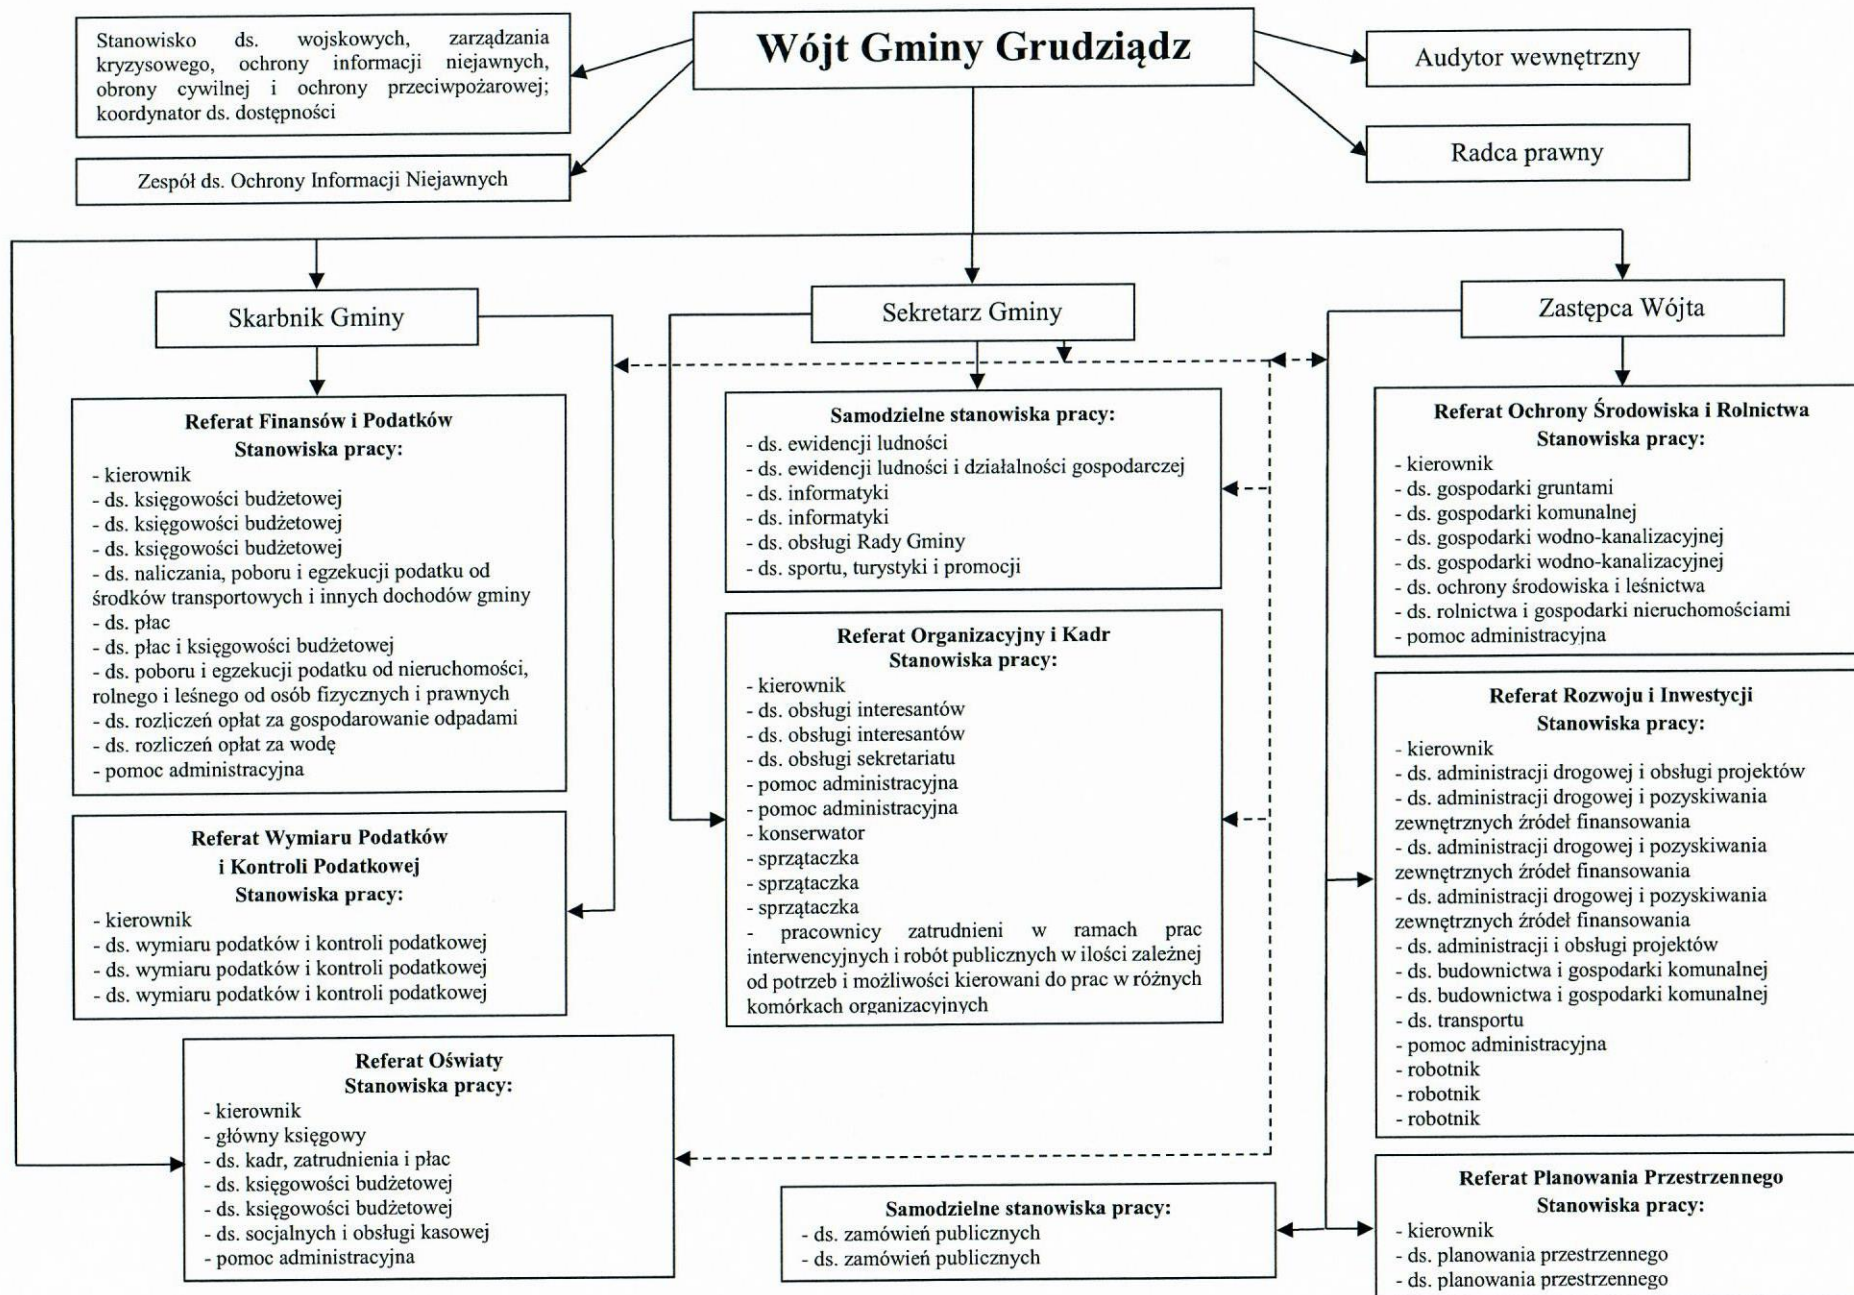 Wójt Gminy Grudziądz
Stanowisko ds. wojskowych, zarządzania
kryzysowego, ochrony informacji niejawnych,
obrony cywilnej i ochrony przeciwpożarowej;
koordynator ds. dostępności
Zespół ds. Ochrony Informacji Niejawnych
Audytor wewnętrzny
Radca prawny
Skarbnik Gminy
Sekretarz Gminy
Zastępca Wójta
Referat Finansów i Podatków
Stanowiska pracy:
- kierownik
- ds. księgowości budżetowej
- ds. księgowości budżetowej
- ds. księgowości budżetowej
- ds. naliczania, poboru i egzekucji podatku od
środków transportowych i innych dochodów gminy
- ds. płac
- ds. płac i księgowości budżetowej
- ds. poboru i egzekucji podatku od nieruchomości,
rolnego i leśnego od osób fizycznych i prawnych
- ds. rozliczeń opłat za gospodarowanie odpadami
- ds. rozliczeń opłat za wodę
- pomoc administracyjna
Referat Wymiaru Podatków
i Kontroli Podatkowej
Stanowiska pracy:
- kierownik
- ds. wymiaru podatków i kontroli podatkowej
- ds. wymiaru podatków i kontroli podatkowej
- ds. wymiaru podatków i kontroli podatkowej
Referat Oświaty
Stanowiska pracy:
- kierownik
- główny księgowy
- ds. kadr, zatrudnienia i płac
- ds. księgowości budżetowej
- ds. księgowości budżetowej
- ds. socjalnych i obsługi kasowej
- pomoc administracyjna
Samodzielne stanowiska pracy:
- ds. ewidencji ludności
- ds. ewidencji ludności i działalności gospodarczej
- ds. informatyki
- ds. informatyki
- ds. obsługi Rady Gminy
- ds. sportu, turystyki i promocji
Referat Organizacyjny i Kadr
Stanowiska pracy:
- kierownik
- ds. obsługi interesantów
- ds. obsługi interesantów
- ds. obsługi sekretariatu
- pomoc administracyjna
- pomoc administracyjna
- konserwator
- sprzątaczka
- sprzątaczka
- sprzątaczka
- pracownicy zatrudnieni w ramach prac
interwencyjnych i robót publicznych w ilości zależnej
od potrzeb i możliwości kierowani do prac w różnych
komórkach organizacyjnych
Samodzielne stanowiska pracy:
- ds. zamówień publicznych
- ds. zamówień publicznych
Referat Ochrony Środowiska i Rolnictwa
Stanowiska pracy:
- kierownik
- ds. gospodarki gruntami
- ds. gospodarki komunalnej
- ds. gospodarki wodno-kanalizacyjnej
- ds. gospodarki wodno-kanalizacyjnej
- ds. ochrony środowiska i leśnictwa
- ds. rolnictwa i gospodarki nieruchomościami
- pomoc administracyjna
Referat Rozwoju i Inwestycji
Stanowiska pracy:
- kierownik
- ds. administracji drogowej i obsługi projektów
- ds. administracji drogowej i pozyskiwania
zewnętrznych źródeł finansowania
- ds. administracji drogowej i pozyskiwania
zewnętrznych źródeł finansowania
- ds. administracji drogowej i pozyskiwania
zewnętrznych źródeł finansowania
- ds. administracji i obsługi projektów
- ds. budownictwa i gospodarki komunalnej
- ds. budownictwa i gospodarki komunalnej
- ds. transportu
- pomoc administracyjna
- robotnik
- robotnik
- robotnik
Referat Planowania Przestrzennego
Stanowiska pracy:
- kierownik
- ds. planowania przestrzennego
- ds. planowania przestrzennego